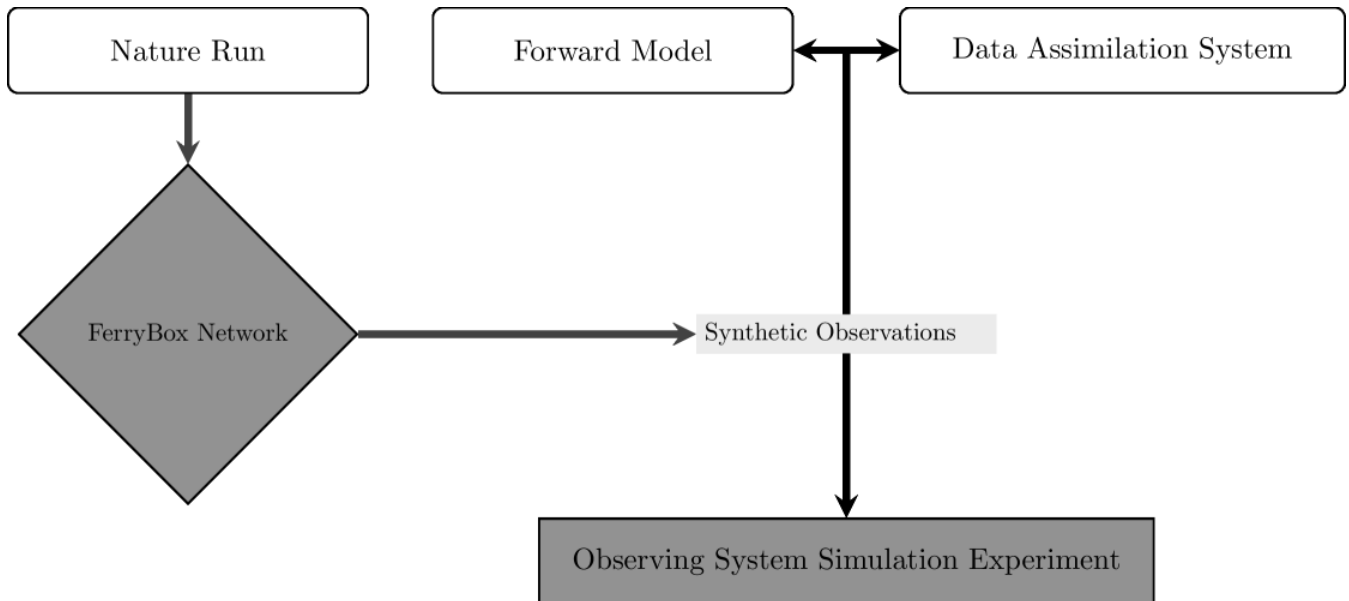 Nature Run
Forward Model
Data Assimilation System
FerryBox Network
Synthetic Observations
Observing System Simulation Experiment